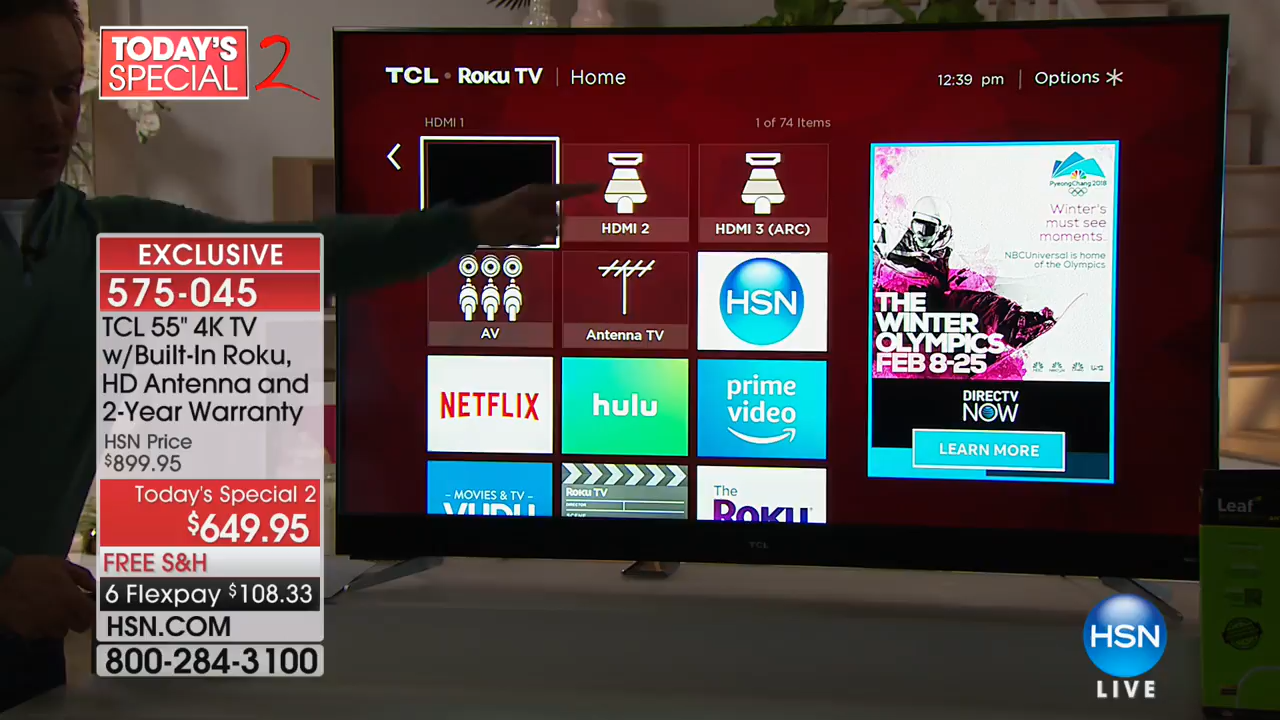 TODAY'S
SPECIAL 2
EXCLUSIVE
575-045
TCL 55" 4K TV
w/Built-In Roku,
HD Antenna and
2-Year Warranty
HSN Price
$899.95
Today's Special 2
$649.95
FREE S&H
6 Flexpay $108.33
HSN.COM
800-284-3100
TCL • Roku TV | Home
12:39 pm | Options
HDMI 1
1 of 74 Items
HDMI 2
HDMI 3 (ARC)
AV
Antenna TV
HSN
NETFLIX
hulu
prime
video
MOVIES & TV
VUDU
Roku TV
The
Roku
PyeongChang 2018
Winter's
must see
moments.
NBCUniversal is home
of the Olympics
THE
WINTER
OLYMPICS
FEB 8-25
DIRECTV
NOW
LEARN MORE
TCL
Leaf
HSN
LIVE